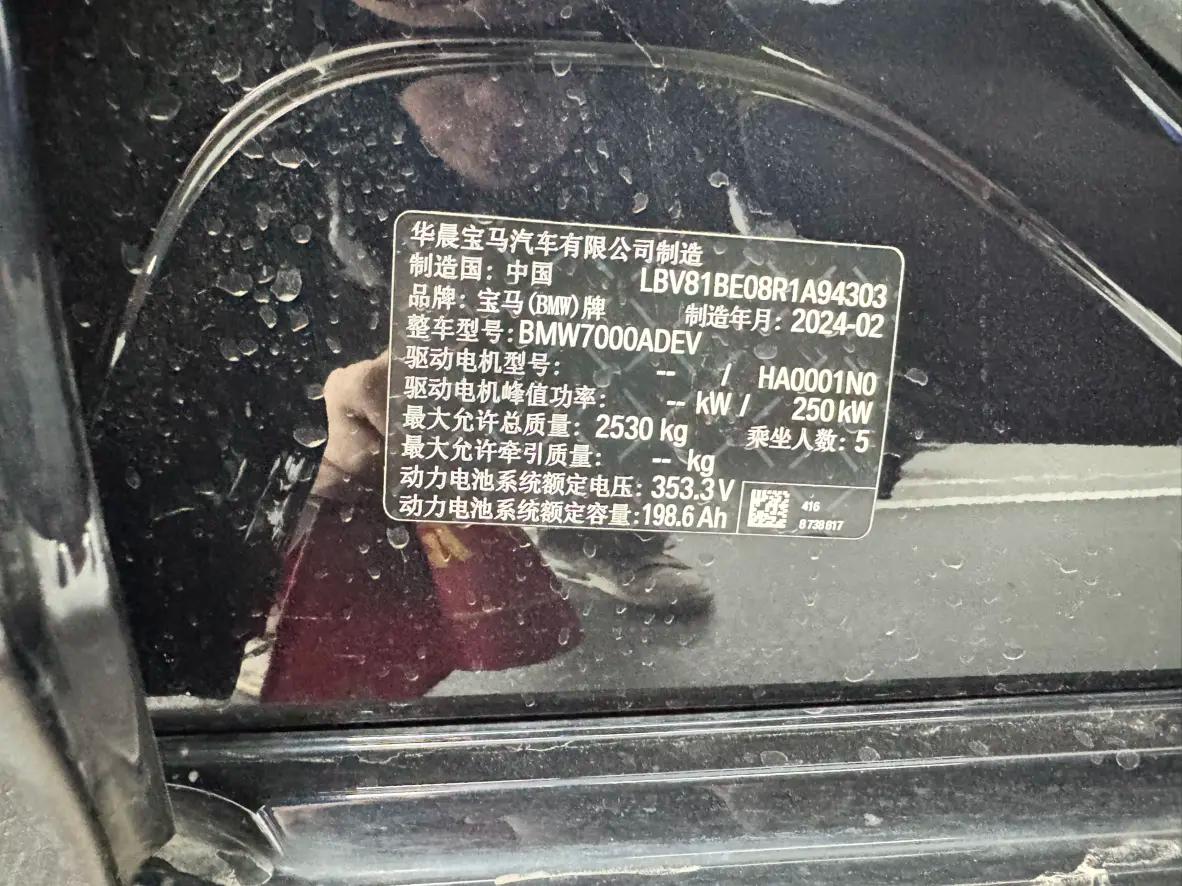 华晨宝马汽车有限公司制造
制造国：中国 LBV81BE08R1A94303
品牌：宝马(BMW)牌 制造年月：2024-02
整车型号：BMW7000ADEV
驱动电机型号： -- / HA0001N0
驱动电机峰值功率： -- kW / 250 kW
最大允许总质量：2530 kg 乘坐人数：5
最大允许牵引质量： -- kg
动力电池系统额定电压：353.3 V
动力电池系统额定容量：198.6 Ah
416
8738617